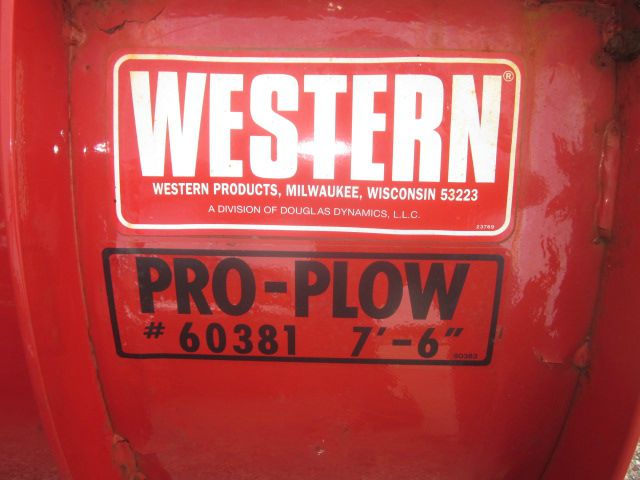 WESTERN®
WESTERN PRODUCTS, MILWAUKEE, WISCONSIN 53223
A DIVISION OF DOUGLAS DYNAMICS, L.L.C.
23769
PRO-PLOW
# 60381 7'-6"
60382